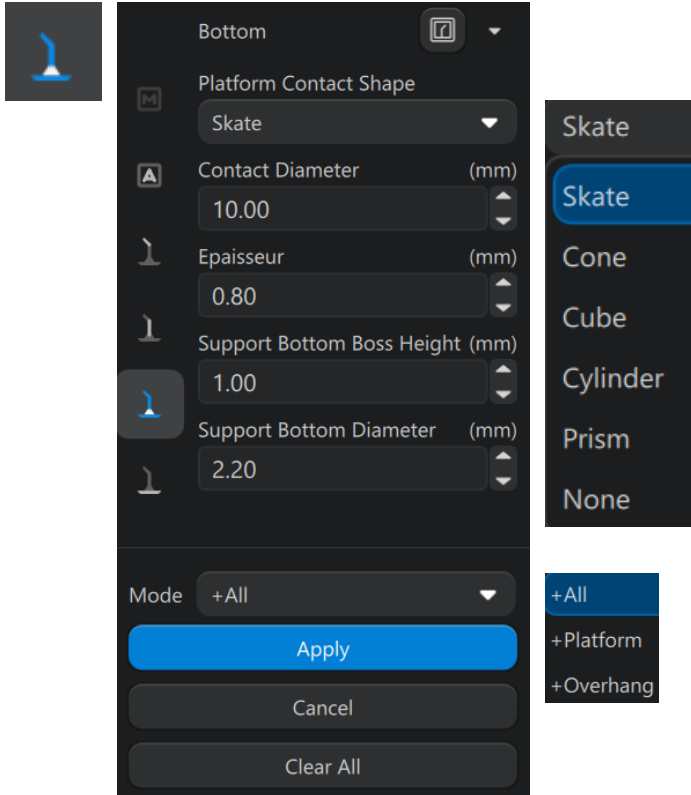 Bottom
Platform Contact Shape
Skate
Contact Diameter (mm)
10.00
Epaisseur (mm)
0.80
Support Bottom Boss Height (mm)
1.00
Support Bottom Diameter (mm)
2.20
Mode +All
Apply
Cancel
Clear All
M
A
Skate
Skate
Cone
Cube
Cylinder
Prism
None
+All
+Platform
+Overhang